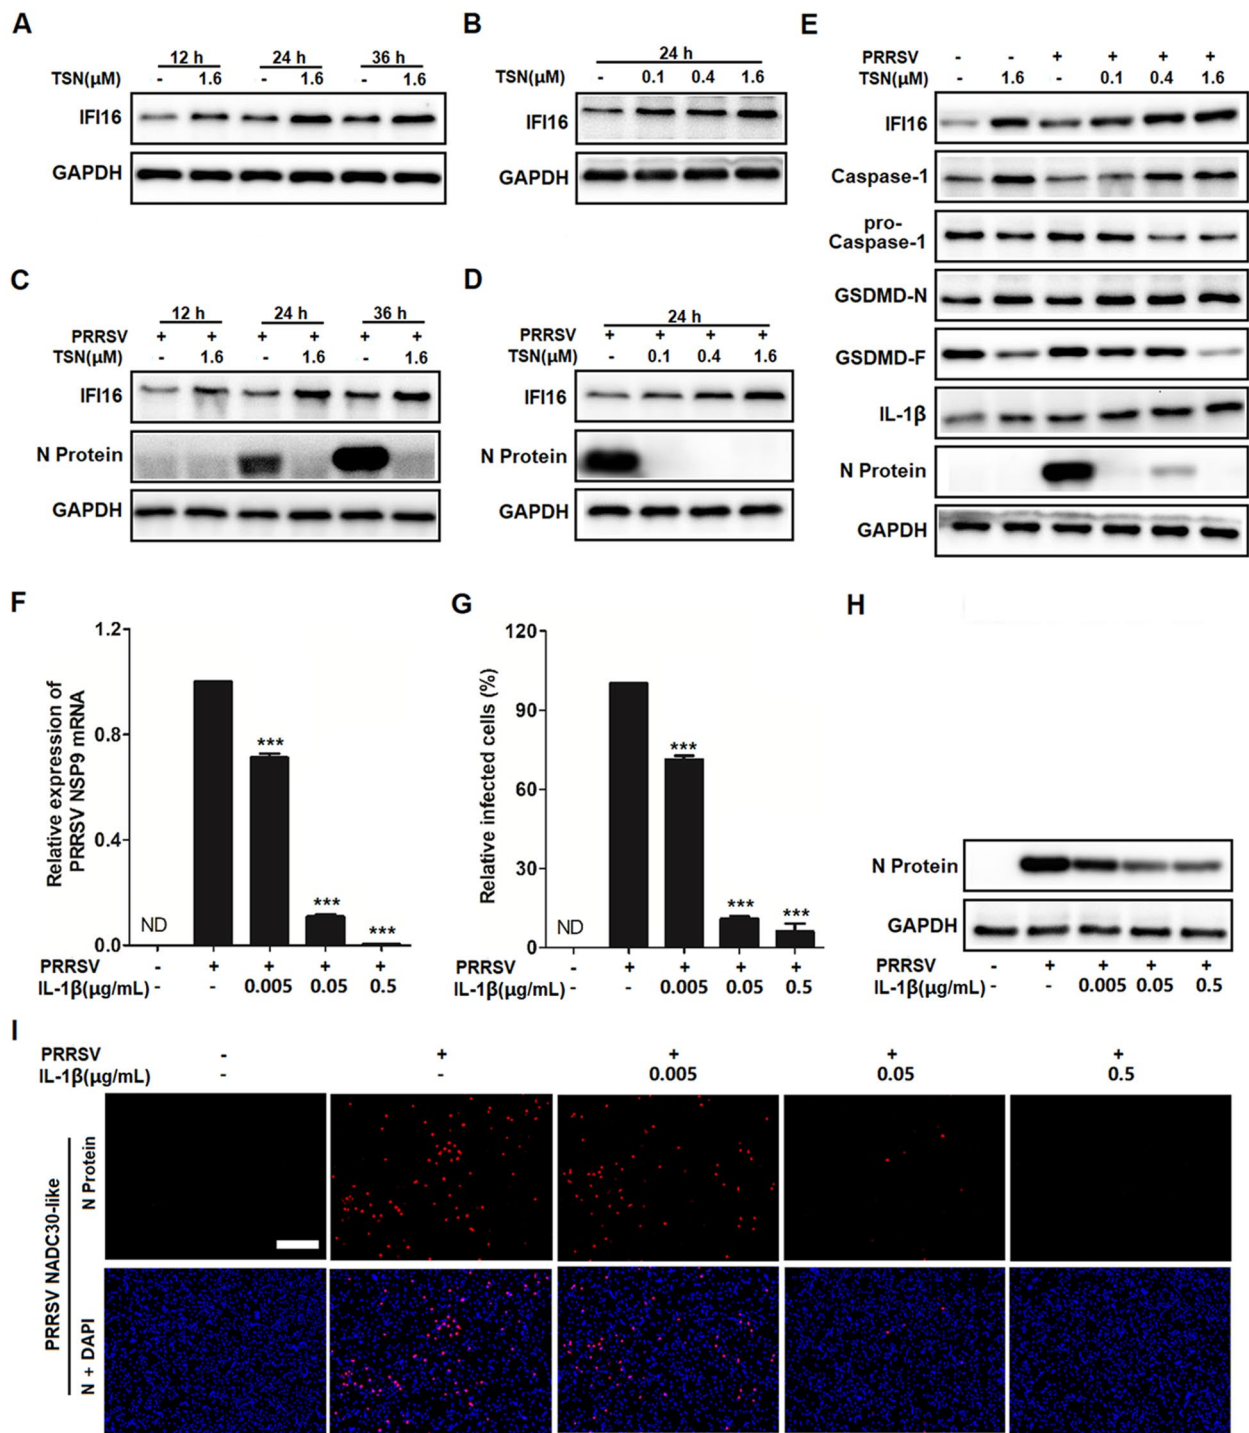 A
12 h 24 h 36 h
TSN(μM) - 1.6 - 1.6 - 1.6
IFI16
GAPDH
B
24 h
TSN(μM) - 0.1 0.4 1.6
IFI16
GAPDH
C
12 h 24 h 36 h
PRRSV + + + + + +
TSN(μM) - 1.6 - 1.6 - 1.6
IFI16
N Protein
GAPDH
D
24 h
PRRSV + + + +
TSN(μM) - 0.1 0.4 1.6
IFI16
N Protein
GAPDH
E
PRRSV - - + + + +
TSN(μM) - 1.6 - 0.1 0.4 1.6
IFI16
Caspase-1
pro-
Caspase-1
GSDMD-N
GSDMD-F
IL-1β
N Protein
GAPDH
F
Relative expression of
PRRSV NSP9 mRNA
1.2
0.8
0.4
0.0
ND *** *** ***
PRRSV - + + + +
IL-1β(μg/mL) - - 0.005 0.05 0.5
G
Relative infected cells (%)
120
90
60
30
0
ND *** *** ***
PRRSV - + + + +
IL-1β(μg/mL) - - 0.005 0.05 0.5
H
N Protein
GAPDH
PRRSV - + + + +
IL-1β(μg/mL) - - 0.005 0.05 0.5
I
PRRSV - + + + +
IL-1β(μg/mL) - - 0.005 0.05 0.5
PRRSV NADC30-like
N Protein
N + DAPI